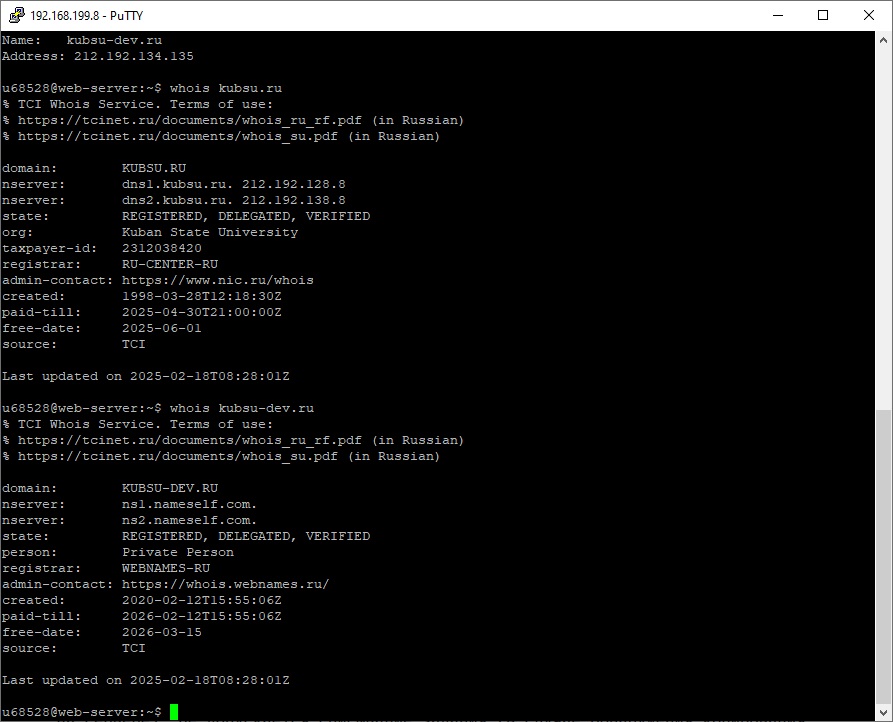 192.168.199.8 - PuTTY
Name:   kubsu-dev.ru
Address: 212.192.134.135

u68528@web-server:~$ whois kubsu.ru
% TCI Whois Service. Terms of use:
% https://tcinet.ru/documents/whois_ru_rf.pdf (in Russian)
% https://tcinet.ru/documents/whois_su.pdf (in Russian)

domain:        KUBSU.RU
nserver:       dns1.kubsu.ru. 212.192.128.8
nserver:       dns2.kubsu.ru. 212.192.138.8
state:         REGISTERED, DELEGATED, VERIFIED
org:           Kuban State University
taxpayer-id:   2312038420
registrar:     RU-CENTER-RU
admin-contact: https://www.nic.ru/whois
created:       1998-03-28T12:18:30Z
paid-till:     2025-04-30T21:00:00Z
free-date:     2025-06-01
source:        TCI

Last updated on 2025-02-18T08:28:01Z

u68528@web-server:~$ whois kubsu-dev.ru
% TCI Whois Service. Terms of use:
% https://tcinet.ru/documents/whois_ru_rf.pdf (in Russian)
% https://tcinet.ru/documents/whois_su.pdf (in Russian)

domain:        KUBSU-DEV.RU
nserver:       ns1.nameself.com.
nserver:       ns2.nameself.com.
state:         REGISTERED, DELEGATED, VERIFIED
person:        Private Person
registrar:     WEBNAMES-RU
admin-contact: https://whois.webnames.ru/
created:       2020-02-12T15:55:06Z
paid-till:     2026-02-12T15:55:06Z
free-date:     2026-03-15
source:        TCI

Last updated on 2025-02-18T08:28:01Z

u68528@web-server:~$